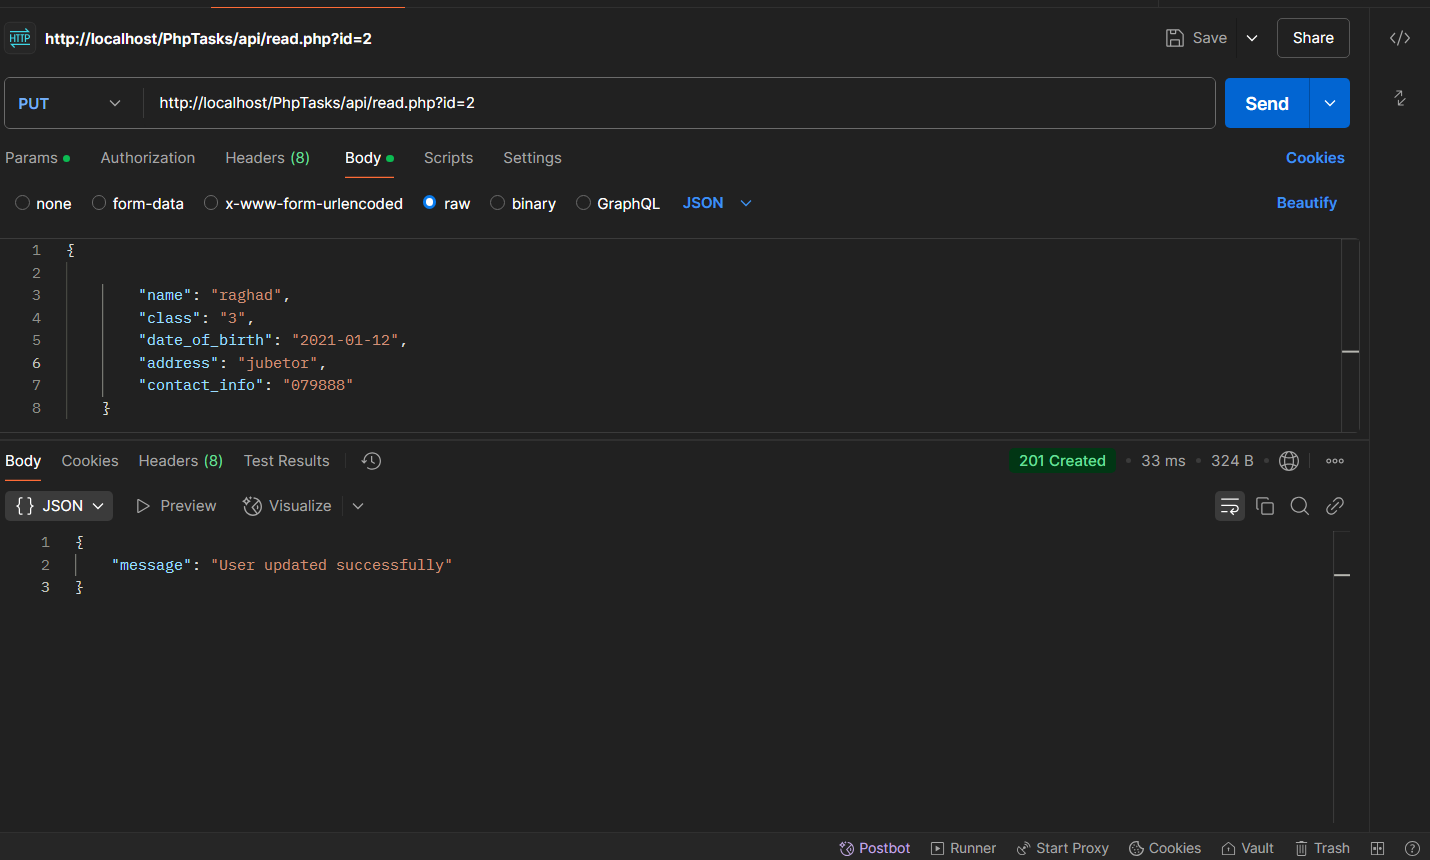 HTTP http://localhost/PhpTasks/api/read.php?id=2 Save Share </>
PUT http://localhost/PhpTasks/api/read.php?id=2 Send
Params Authorization Headers (8) Body Scripts Settings Cookies
none form-data x-www-form-urlencoded raw binary GraphQL JSON Beautify
1 {
2
3 "name": "raghad",
4 "class": "3",
5 "date_of_birth": "2021-01-12",
6 "address": "jubetor",
7 "contact_info": "079888"
8 }
Body Cookies Headers (8) Test Results 201 Created • 33 ms • 324 B •
{} JSON Preview Visualize
1 {
2 "message": "User updated successfully"
3 }
Postbot Runner Start Proxy Cookies Vault Trash